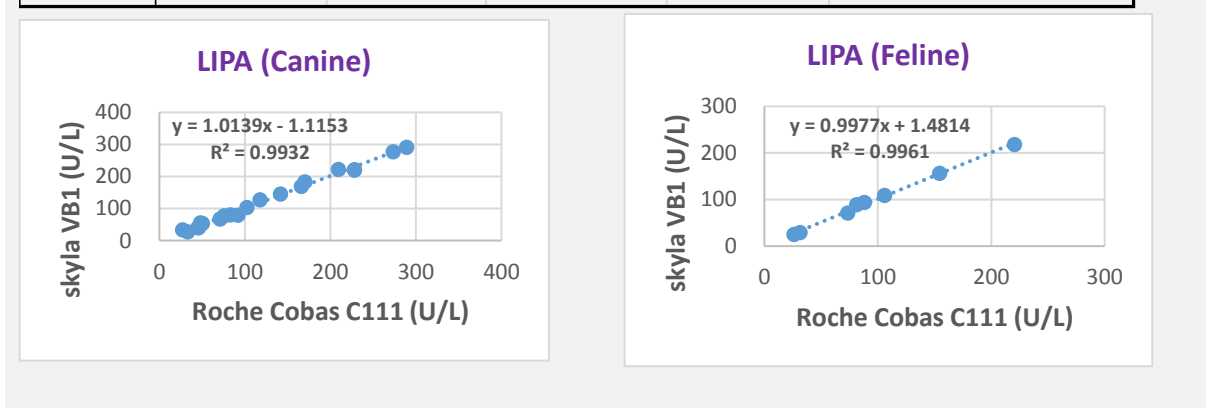 LIPA (Canine)
y = 1.0139x - 1.1153
R² = 0.9932
400
300
200
100
0
0 100 200 300 400
skyla VB1 (U/L)
Roche Cobas C111 (U/L)
LIPA (Feline)
y = 0.9977x + 1.4814
R² = 0.9961
300
200
100
0
0 100 200 300
skyla VB1 (U/L)
Roche Cobas C111 (U/L)